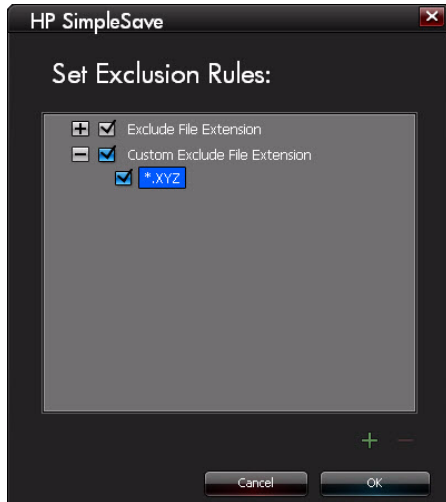 HP SimpleSave
Set Exclusion Rules:
Exclude File Extension
Custom Exclude File Extension
*.XYZ
Cancel
OK